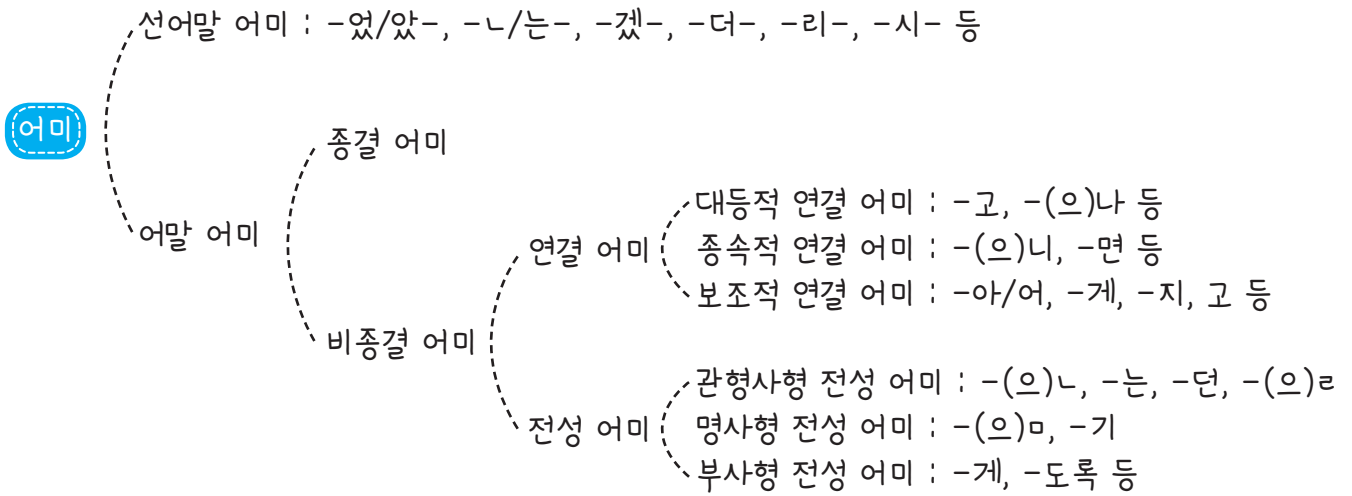 선어말 어미 : -었/았-, -ㄴ/는-, -겠-, -더-, -리-, -시- 등
어미
종결 어미
어말 어미
대등적 연결 어미 : -고, -(으)나 등
연결 어미
종속적 연결 어미 : -(으)니, -면 등
보조적 연결 어미 : -아/어, -게, -지, 고 등
비종결 어미
관형사형 전성 어미 : -(으)ㄴ, -는, -던, -(으)ㄹ
전성 어미
명사형 전성 어미 : -(으)ㅁ, -기
부사형 전성 어미 : -게, -도록 등